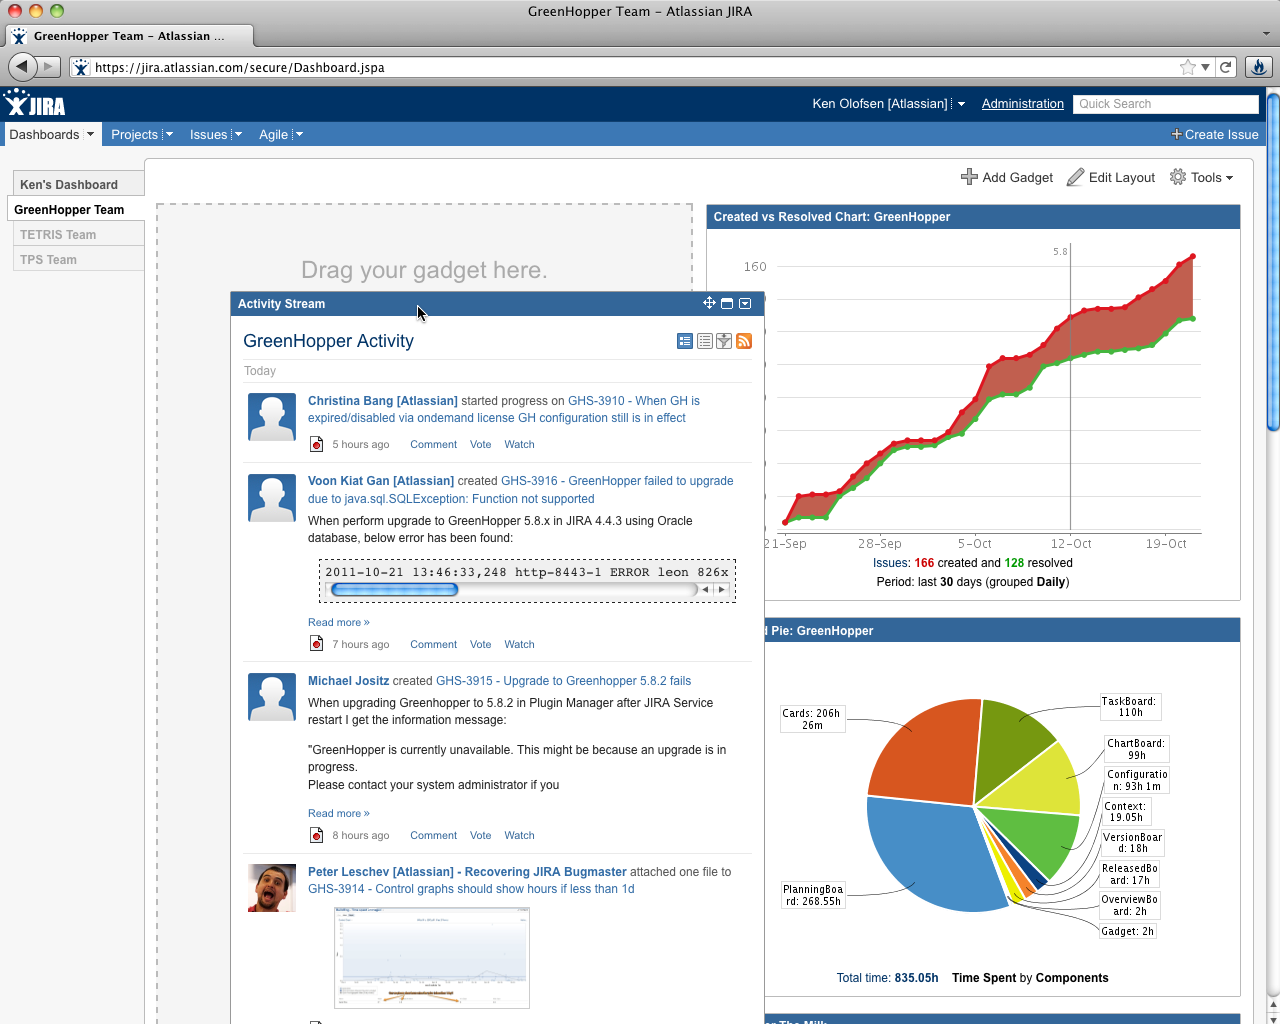 GreenHopper Team – Atlassian JIRA
GreenHopper Team – Atlassian ...
https://jira.atlassian.com/secure/Dashboard.jspa
JIRA
Ken Olofsen [Atlassian]
Administration
Quick Search
Dashboards
Projects
Issues
Agile
Create Issue
Ken's Dashboard
GreenHopper Team
TETRIS Team
TPS Team
Add Gadget
Edit Layout
Tools
Drag your gadget here.
Activity Stream
GreenHopper Activity
Today
Christina Bang [Atlassian] started progress on GHS-3910 - When GH is
expired/disabled via ondemand license GH configuration still is in effect
5 hours ago Comment Vote Watch
Voon Kiat Gan [Atlassian] created GHS-3916 - GreenHopper failed to upgrade
due to java.sql.SQLException: Function not supported
When perform upgrade to GreenHopper 5.8.x in JIRA 4.4.3 using Oracle
database, below error has been found:
2011-10-21 13:46:33,248 http-8443-1 ERROR leon 826x
Read more »
7 hours ago Comment Vote Watch
Michael Jositz created GHS-3915 - Upgrade to Greenhopper 5.8.2 fails
When upgrading Greenhopper to 5.8.2 in Plugin Manager after JIRA Service
restart I get the information message:
"GreenHopper is currently unavailable. This might be because an upgrade is in
progress.
Please contact your system administrator if you
Read more »
8 hours ago Comment Vote Watch
Peter Leschev [Atlassian] - Recovering JIRA Bugmaster attached one file to
GHS-3914 - Control graphs should show hours if less than 1d
Created vs Resolved Chart: GreenHopper
5.8
160
21-Sep 28-Sep 5-Oct 12-Oct 19-Oct
Issues: 166 created and 128 resolved
Period: last 30 days (grouped Daily)
Pie: GreenHopper
Cards: 206h
26m
TaskBoard:
110h
ChartBoard:
99h
Configuratio
n: 93h 1m
Context:
19.05h
VersionBoar
d: 18h
ReleasedBo
ard: 17h
OverviewBo
ard: 2h
Gadget: 2h
PlanningBoa
rd: 268.55h
Total time: 835.05h Time Spent by Components